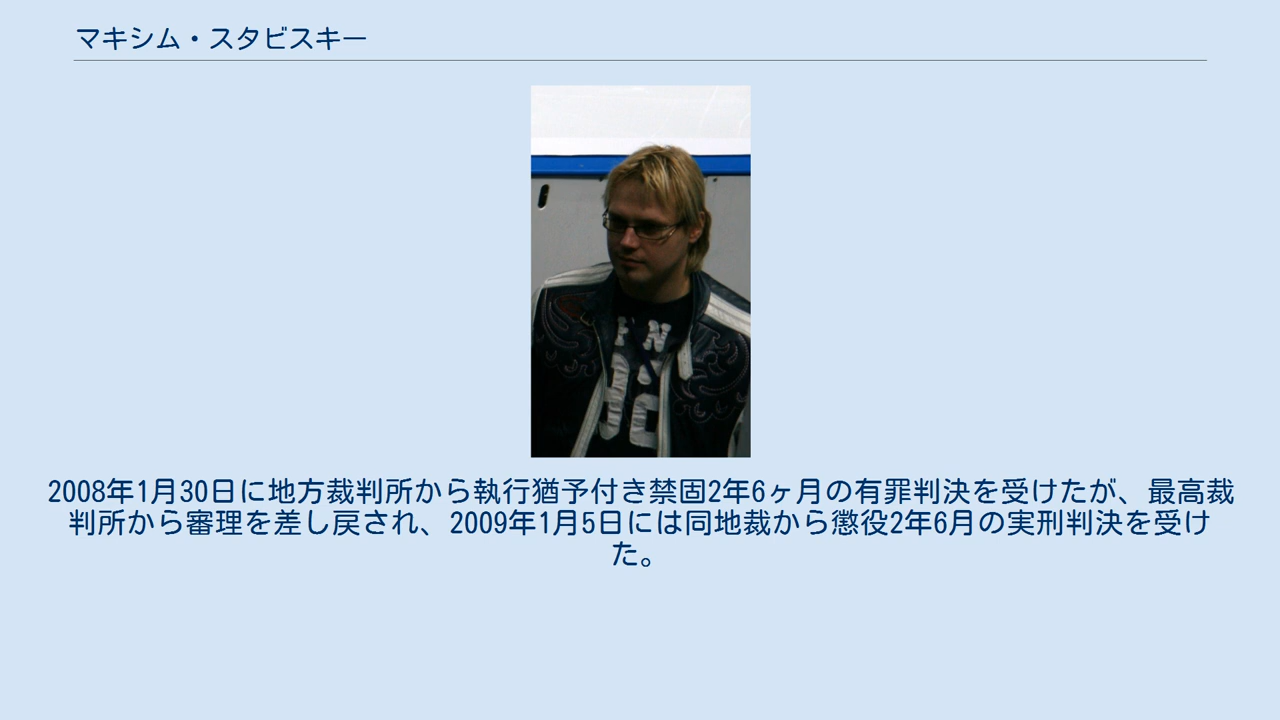 マキシム・スタビスキー
2008年1月30日に地方裁判所から執行猶予付き禁固2年6ヶ月の有罪判決を受けたが、最高裁
判所から審理を差し戻され、2009年1月5日には同地裁から懲役2年6月の実刑判決を受け
た。